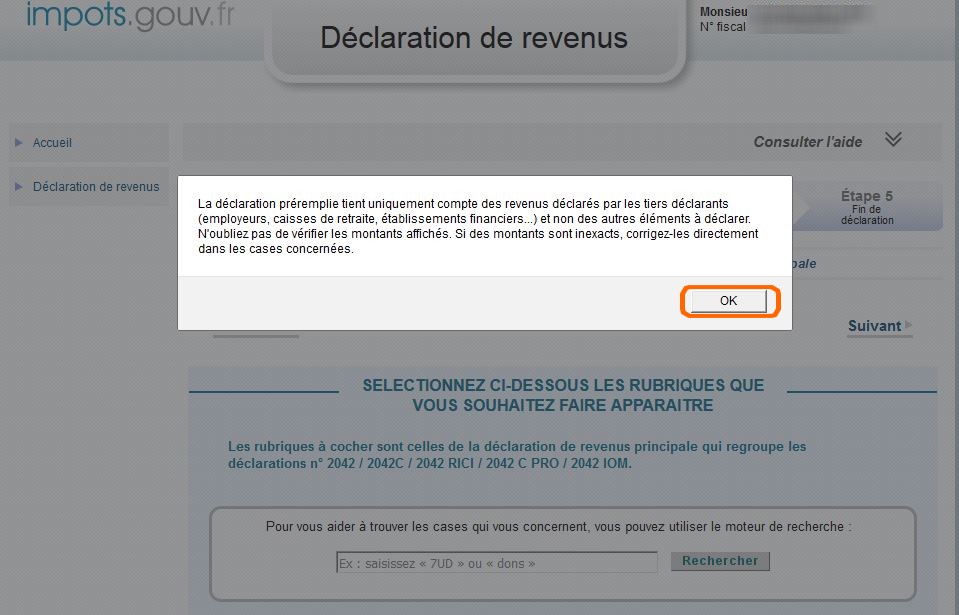 impots.gouv.fr
Déclaration de revenus
Monsieu
N° fiscal
Accueil
Déclaration de revenus
Consulter l'aide
Étape 5
Fin de
déclaration
pale
La déclaration préremplie tient uniquement compte des revenus déclarés par les tiers déclarants
(employeurs, caisses de retraite, établissements financiers...) et non des autres éléments à déclarer.
N'oubliez pas de vérifier les montants affichés. Si des montants sont inexacts, corrigez-les directement
dans les cases concernées.
OK
Suivant
SELECTIONNEZ CI-DESSOUS LES RUBRIQUES QUE
VOUS SOUHAITEZ FAIRE APPARAITRE
Les rubriques à cocher sont celles de la déclaration de revenus principale qui regroupe les
déclarations n° 2042 / 2042C / 2042 RICI / 2042 C PRO / 2042 IOM.
Pour vous aider à trouver les cases qui vous concernent, vous pouvez utiliser le moteur de recherche :
Ex : saisissez « 7UD » ou « dons »
Rechercher